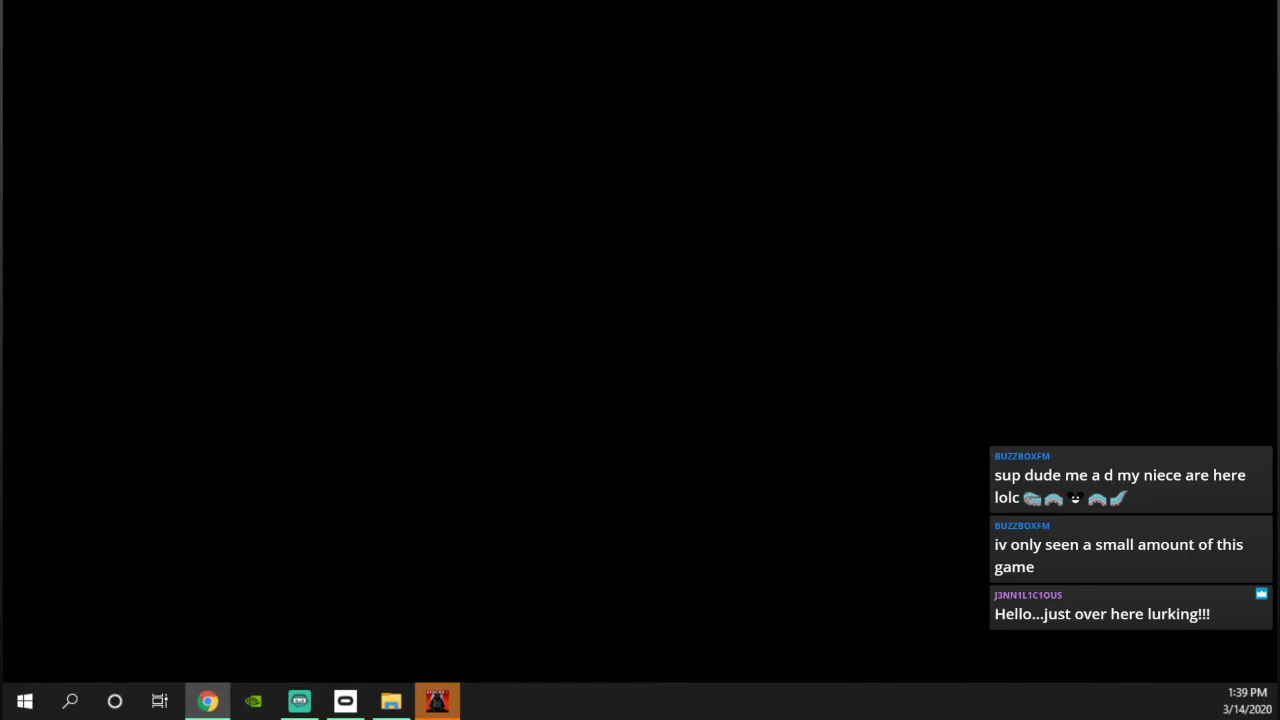 BUZZBOXFM
sup dude me a d my niece are here
lolc
BUZZBOXFM
iv only seen a small amount of this
game
J3NN1L1C1OUS
Hello...just over here lurking!!!
1:39 PM
3/14/2020